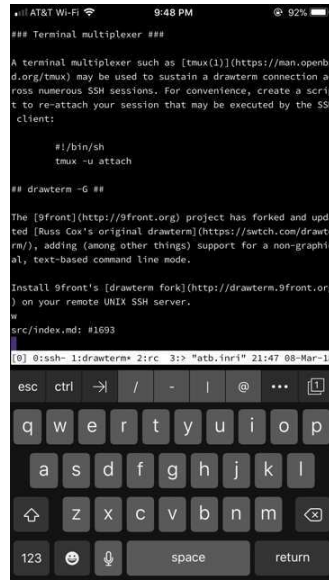 AT&T Wi-Fi 9:48 PM 92%
### Terminal multiplexer ###
A terminal multiplexer such as [tmux(1)](https://man.openb
d.org/tmux) may be used to sustain a drawterm connection a
ross numerous SSH sessions. For convenience, create a scrip
t to re-attach your session that may be executed by the SSH
client:
#!/bin/sh
tmux -u attach
## drawterm -G ##
The [9front](http://9front.org) project has forked and upd
ted [Russ Cox's original drawterm](https://swtch.com/drawt
rm/), adding (among other things) support for a non-graphi
al, text-based command line mode.
Install 9front's [drawterm fork](http://drawterm.9front.or
) on your remote UNIX SSH server.
w
src/index.md: #1693
[0] 0:ssh- 1:drawterm* 2:rc 3:> "atb.inri" 21:47 08-Mar-1
esc ctrl / - | @ ••• 1
q w e r t y u i o p
a s d f g h j k l
z x c v b n m
123 space return